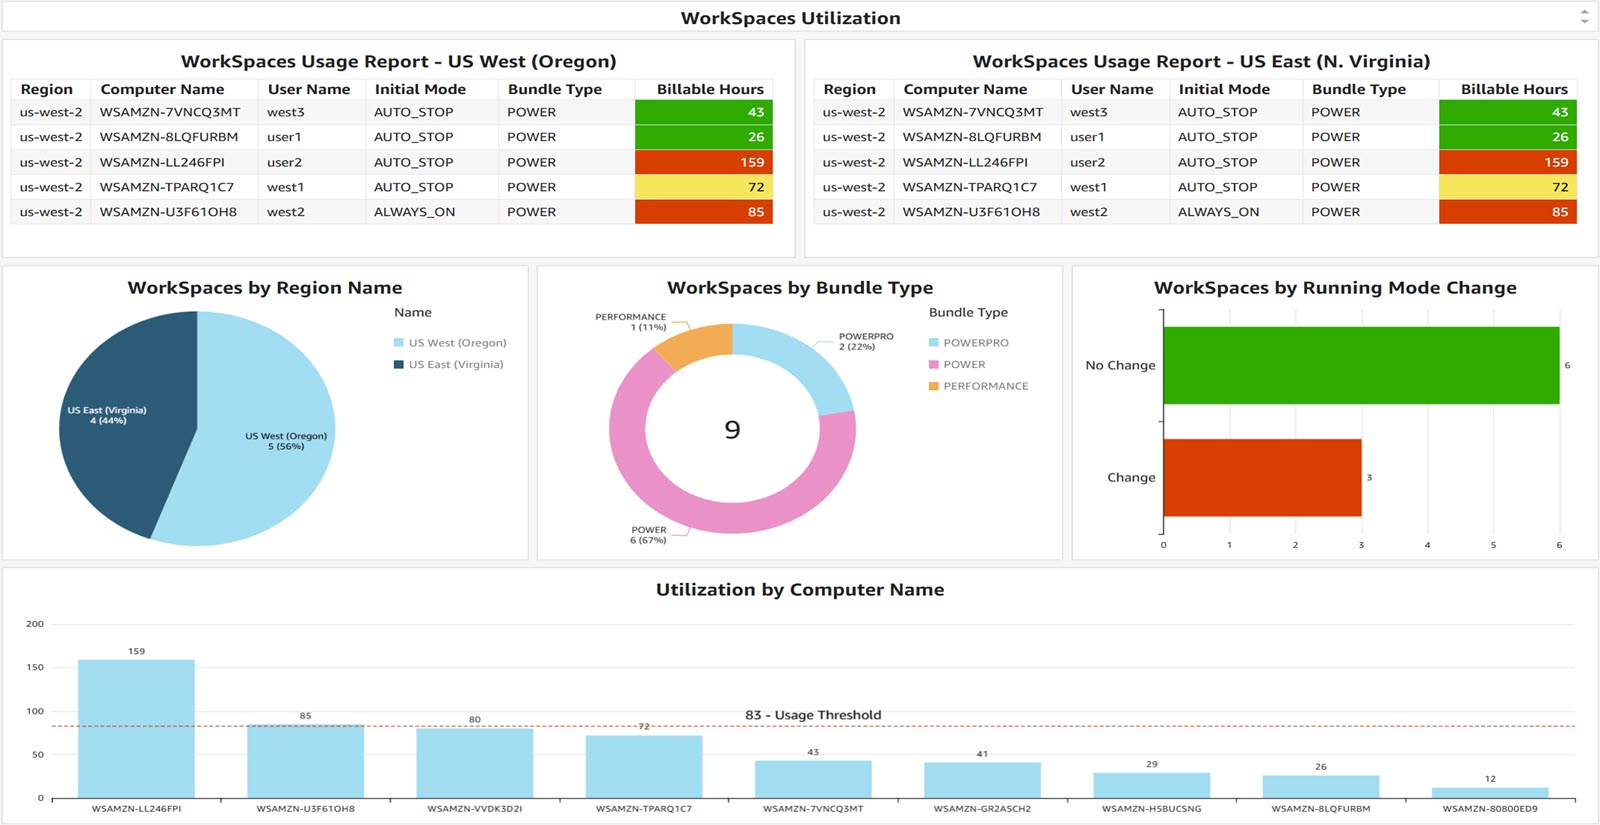 WorkSpaces Utilization
WorkSpaces Usage Report - US West (Oregon)
Region Computer Name User Name Initial Mode Bundle Type Billable Hours
us-west-2 WSAMZN-7VNCQ3MT west3 AUTO_STOP POWER 43
us-west-2 WSAMZN-8LQFURBM user1 AUTO_STOP POWER 26
us-west-2 WSAMZN-LL246FPI user2 AUTO_STOP POWER 159
us-west-2 WSAMZN-TPARQ1C7 west1 AUTO_STOP POWER 72
us-west-2 WSAMZN-U3F61OH8 west2 ALWAYS_ON POWER 85
WorkSpaces Usage Report - US East (N. Virginia)
Region Computer Name User Name Initial Mode Bundle Type Billable Hours
us-west-2 WSAMZN-7VNCQ3MT west3 AUTO_STOP POWER 43
us-west-2 WSAMZN-8LQFURBM user1 AUTO_STOP POWER 26
us-west-2 WSAMZN-LL246FPI user2 AUTO_STOP POWER 159
us-west-2 WSAMZN-TPARQ1C7 west1 AUTO_STOP POWER 72
us-west-2 WSAMZN-U3F61OH8 west2 ALWAYS_ON POWER 85
WorkSpaces by Region Name
Name
US West (Oregon)
US East (Virginia)
US East (Virginia)
4 (44%)
US West (Oregon)
5 (56%)
WorkSpaces by Bundle Type
PERFORMANCE
1 (11%)
POWERPRO
2 (22%)
9
POWER
6 (67%)
Bundle Type
POWERPRO
POWER
PERFORMANCE
WorkSpaces by Running Mode Change
No Change 6
Change 3
0 1 2 3 4 5 6
Utilization by Computer Name
200
150
100
50
0
159
85
80
72
43
41
29
26
12
83 - Usage Threshold
WSAMZN-LL246FPI WSAMZN-U3F61OH8 WSAMZN-VVDK3D2I WSAMZN-TPARQ1C7 WSAMZN-7VNCQ3MT WSAMZN-GR2ASCH2 WSAMZN-H5BUCSNG WSAMZN-8LQFURBM WSAMZN-80800ED9